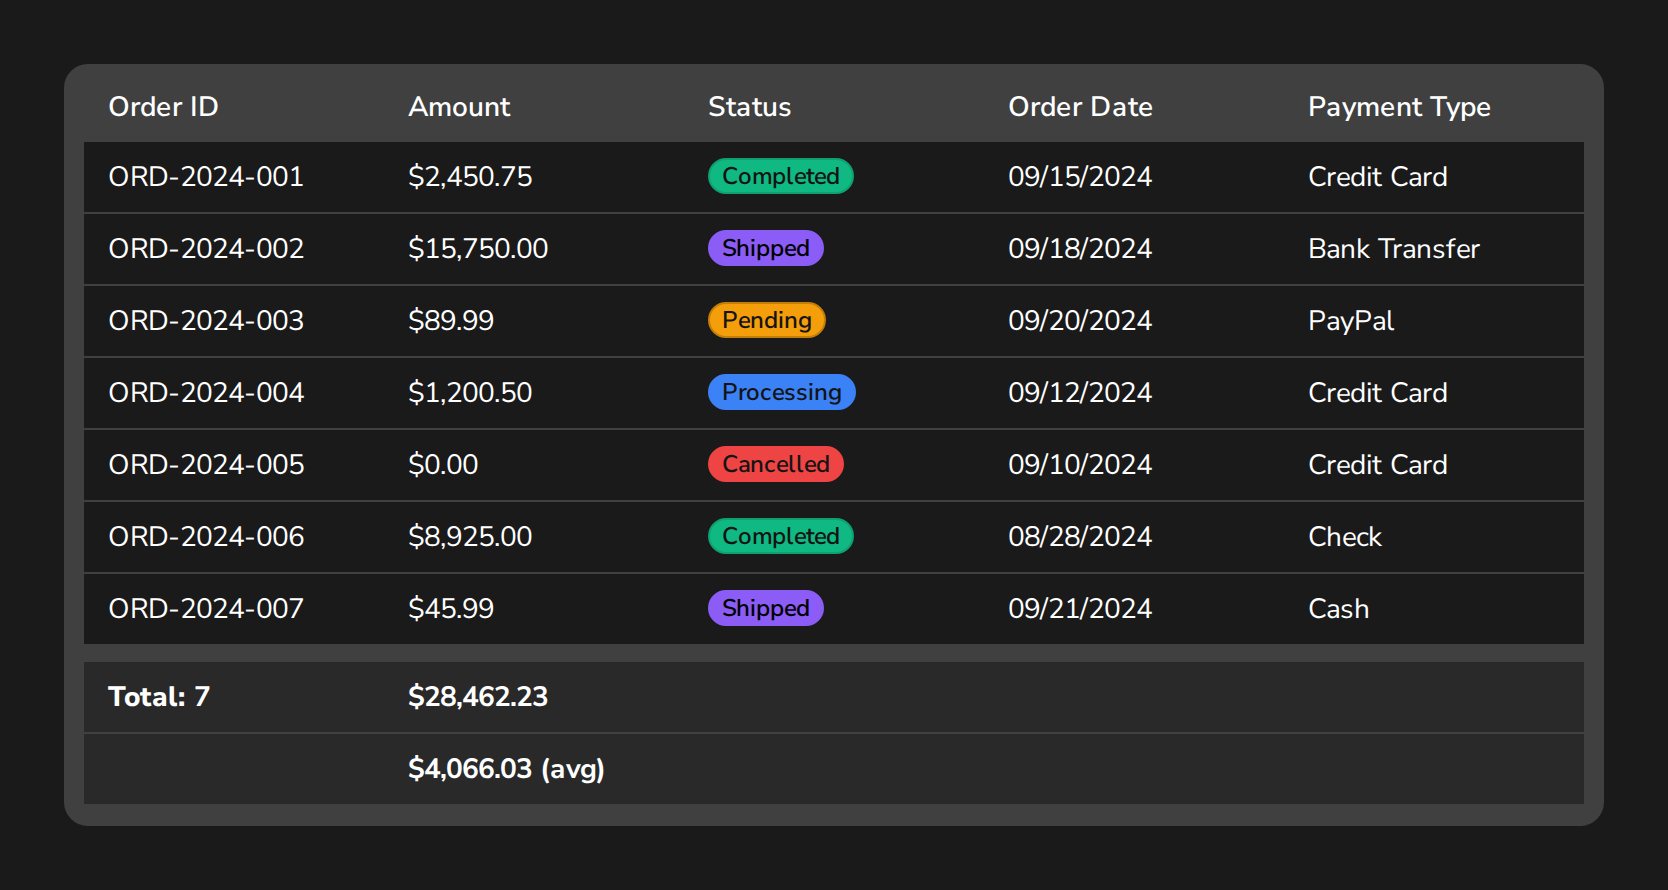 Order ID Amount Status Order Date Payment Type
ORD-2024-001 $2,450.75 Completed 09/15/2024 Credit Card
ORD-2024-002 $15,750.00 Shipped 09/18/2024 Bank Transfer
ORD-2024-003 $89.99 Pending 09/20/2024 PayPal
ORD-2024-004 $1,200.50 Processing 09/12/2024 Credit Card
ORD-2024-005 $0.00 Cancelled 09/10/2024 Credit Card
ORD-2024-006 $8,925.00 Completed 08/28/2024 Check
ORD-2024-007 $45.99 Shipped 09/21/2024 Cash
Total: 7 $28,462.23
$4,066.03 (avg)